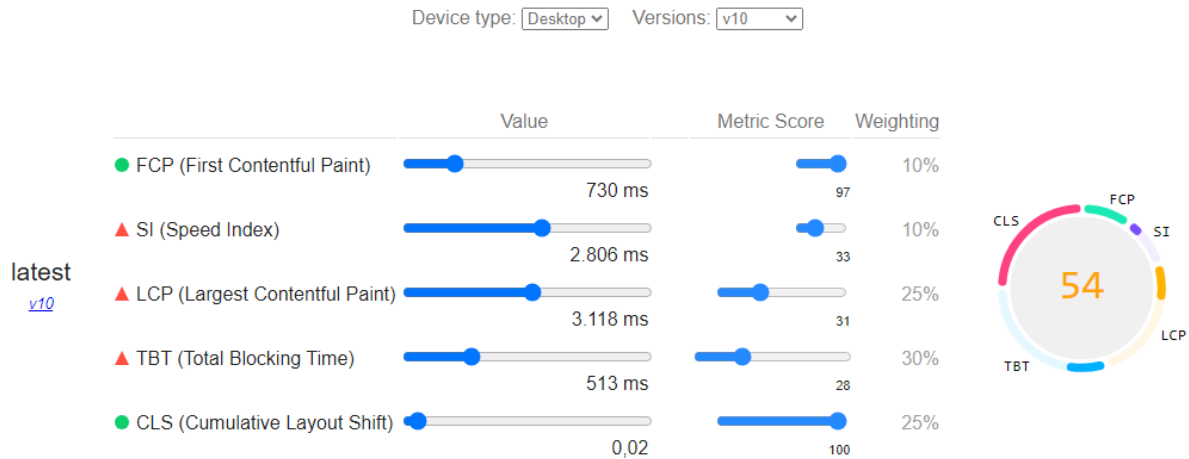 Device type: Desktop Versions: v10
Value Metric Score Weighting
FCP (First Contentful Paint) 10%
730 ms 97
SI (Speed Index) 10%
2.806 ms 33
latest
v10
LCP (Largest Contentful Paint) 25%
3.118 ms 31
TBT (Total Blocking Time) 30%
513 ms 28
CLS (Cumulative Layout Shift) 25%
0,02 100
FCP
CLS
SI
54
LCP
TBT